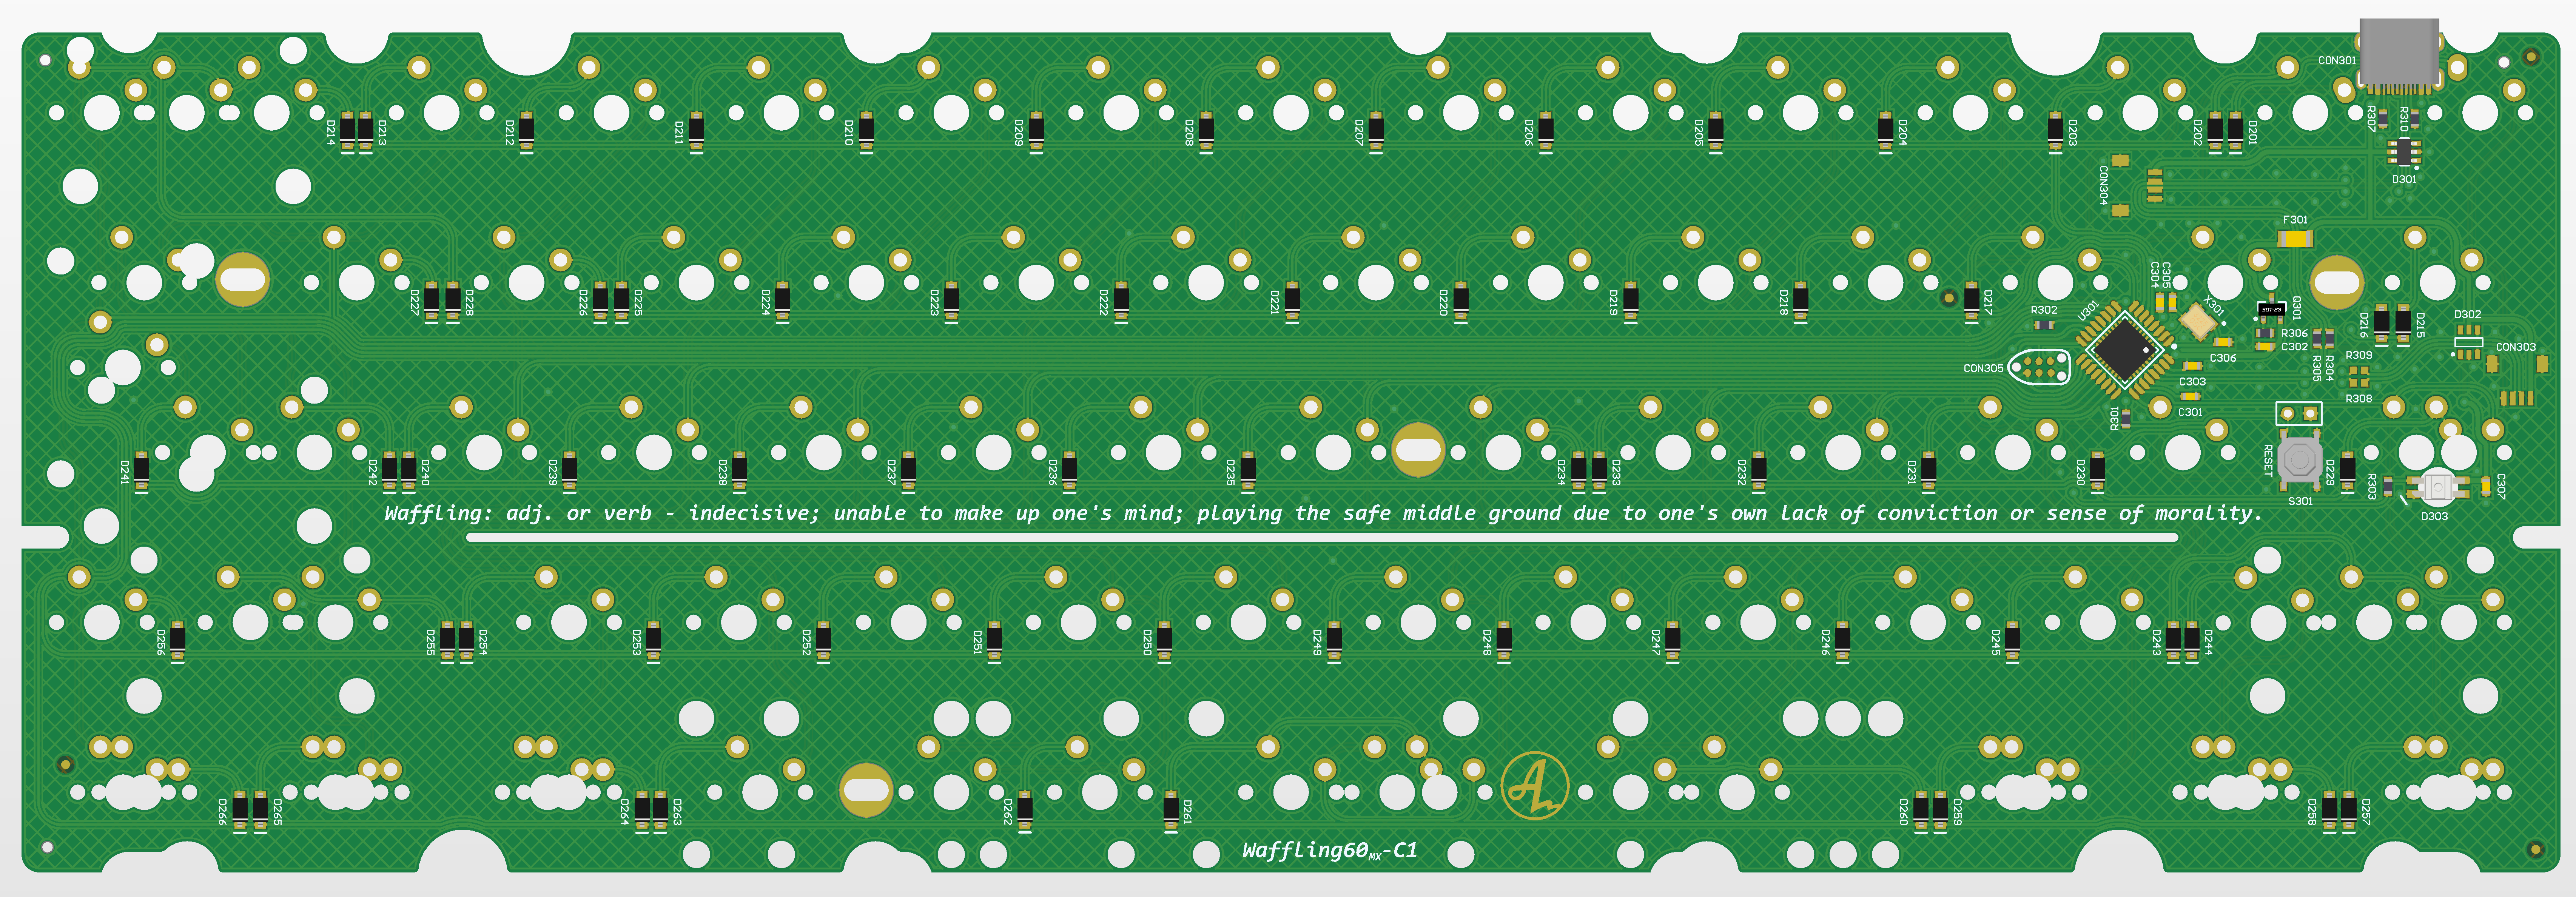 CON301
D214
D213
D212
D211
D210
D209
D208
D207
D206
D205
D204
D203
D202
D201
R307
R310
D301
CON304
F301
D227
D228
D226
D225
D224
D223
D222
D221
D220
D219
D218
D217
R302
U301
C304
C305
X301
Q301
SOT-23
R306
C302
C306
R305
R304
R309
R308
D216
D215
D302
CON303
CON305
C303
C301
R301
D241
D242
D240
D239
D238
D237
D236
D235
D234
D233
D232
D231
D230
RESET
S301
D229
R303
D303
C307
Waffling: adj. or verb - indecisive; unable to make up one's mind; playing the safe middle ground due to one's own lack of conviction or sense of morality.
D256
D255
D254
D253
D252
D251
D250
D249
D248
D247
D246
D245
D243
D244
D266
D265
D264
D263
D262
D261
D260
D259
D258
D257
Waffling60MX-C1